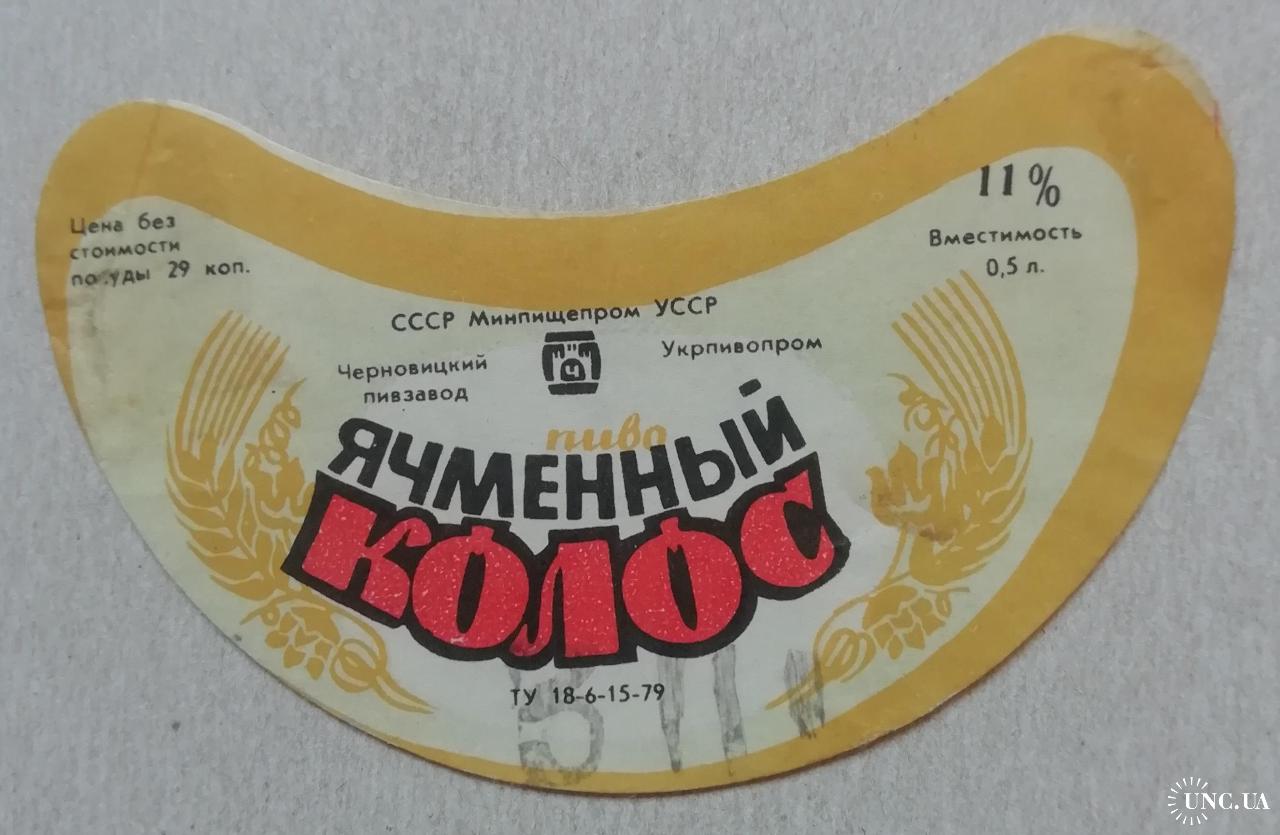 Цена без
стоимости
посуды 29 коп.
11%
Вместимость
0,5 л.
СССР Минпищепром УССР
Черновицкий
пивзавод
Ч
Укрпивопром
пиво
ЯЧМЕННЫЙ
КОЛОС
ТУ 18-6-15-79
UNC.UA